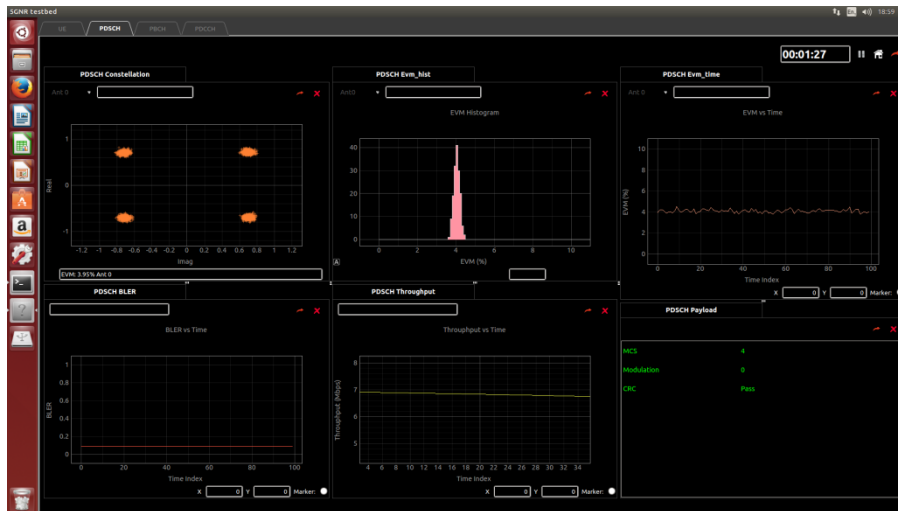 5GNR testbed
En 18:59
UE PDSCH PBCH PDCCH
00:01:27
PDSCH Constellation
Ant 0
1
0
-1
Real
-1.2 -1 -0.8 -0.6 -0.4 -0.2 0 0.2 0.4 0.6 0.8 1 1.2
Imag
EVM: 3.95% Ant 0
PDSCH Evm_hist
Ant0
EVM Histogram
40
30
20
10
0
0 2 4 6 8 10
EVM (%)
A
PDSCH Evm_time
Ant 0
EVM vs Time
10
8
6
4
2
0
EVM (%)
0 20 40 60 80 100
Time Index
X 0 Y 0 Marker:
PDSCH BLER
BLER vs Time
1
0.8
0.6
0.4
0.2
0
BLER
0 20 40 60 80 100
Time Index
X 0 Y 0 Marker:
PDSCH Throughput
Throughput vs Time
8
7
6
5
Throughput (Mbps)
4 6 8 10 12 14 16 18 20 22 24 26 28 30 32 34
Time Index
X 0 Y 0 Marker:
PDSCH Payload
MCS 4
Modulation 0
CRC Pass